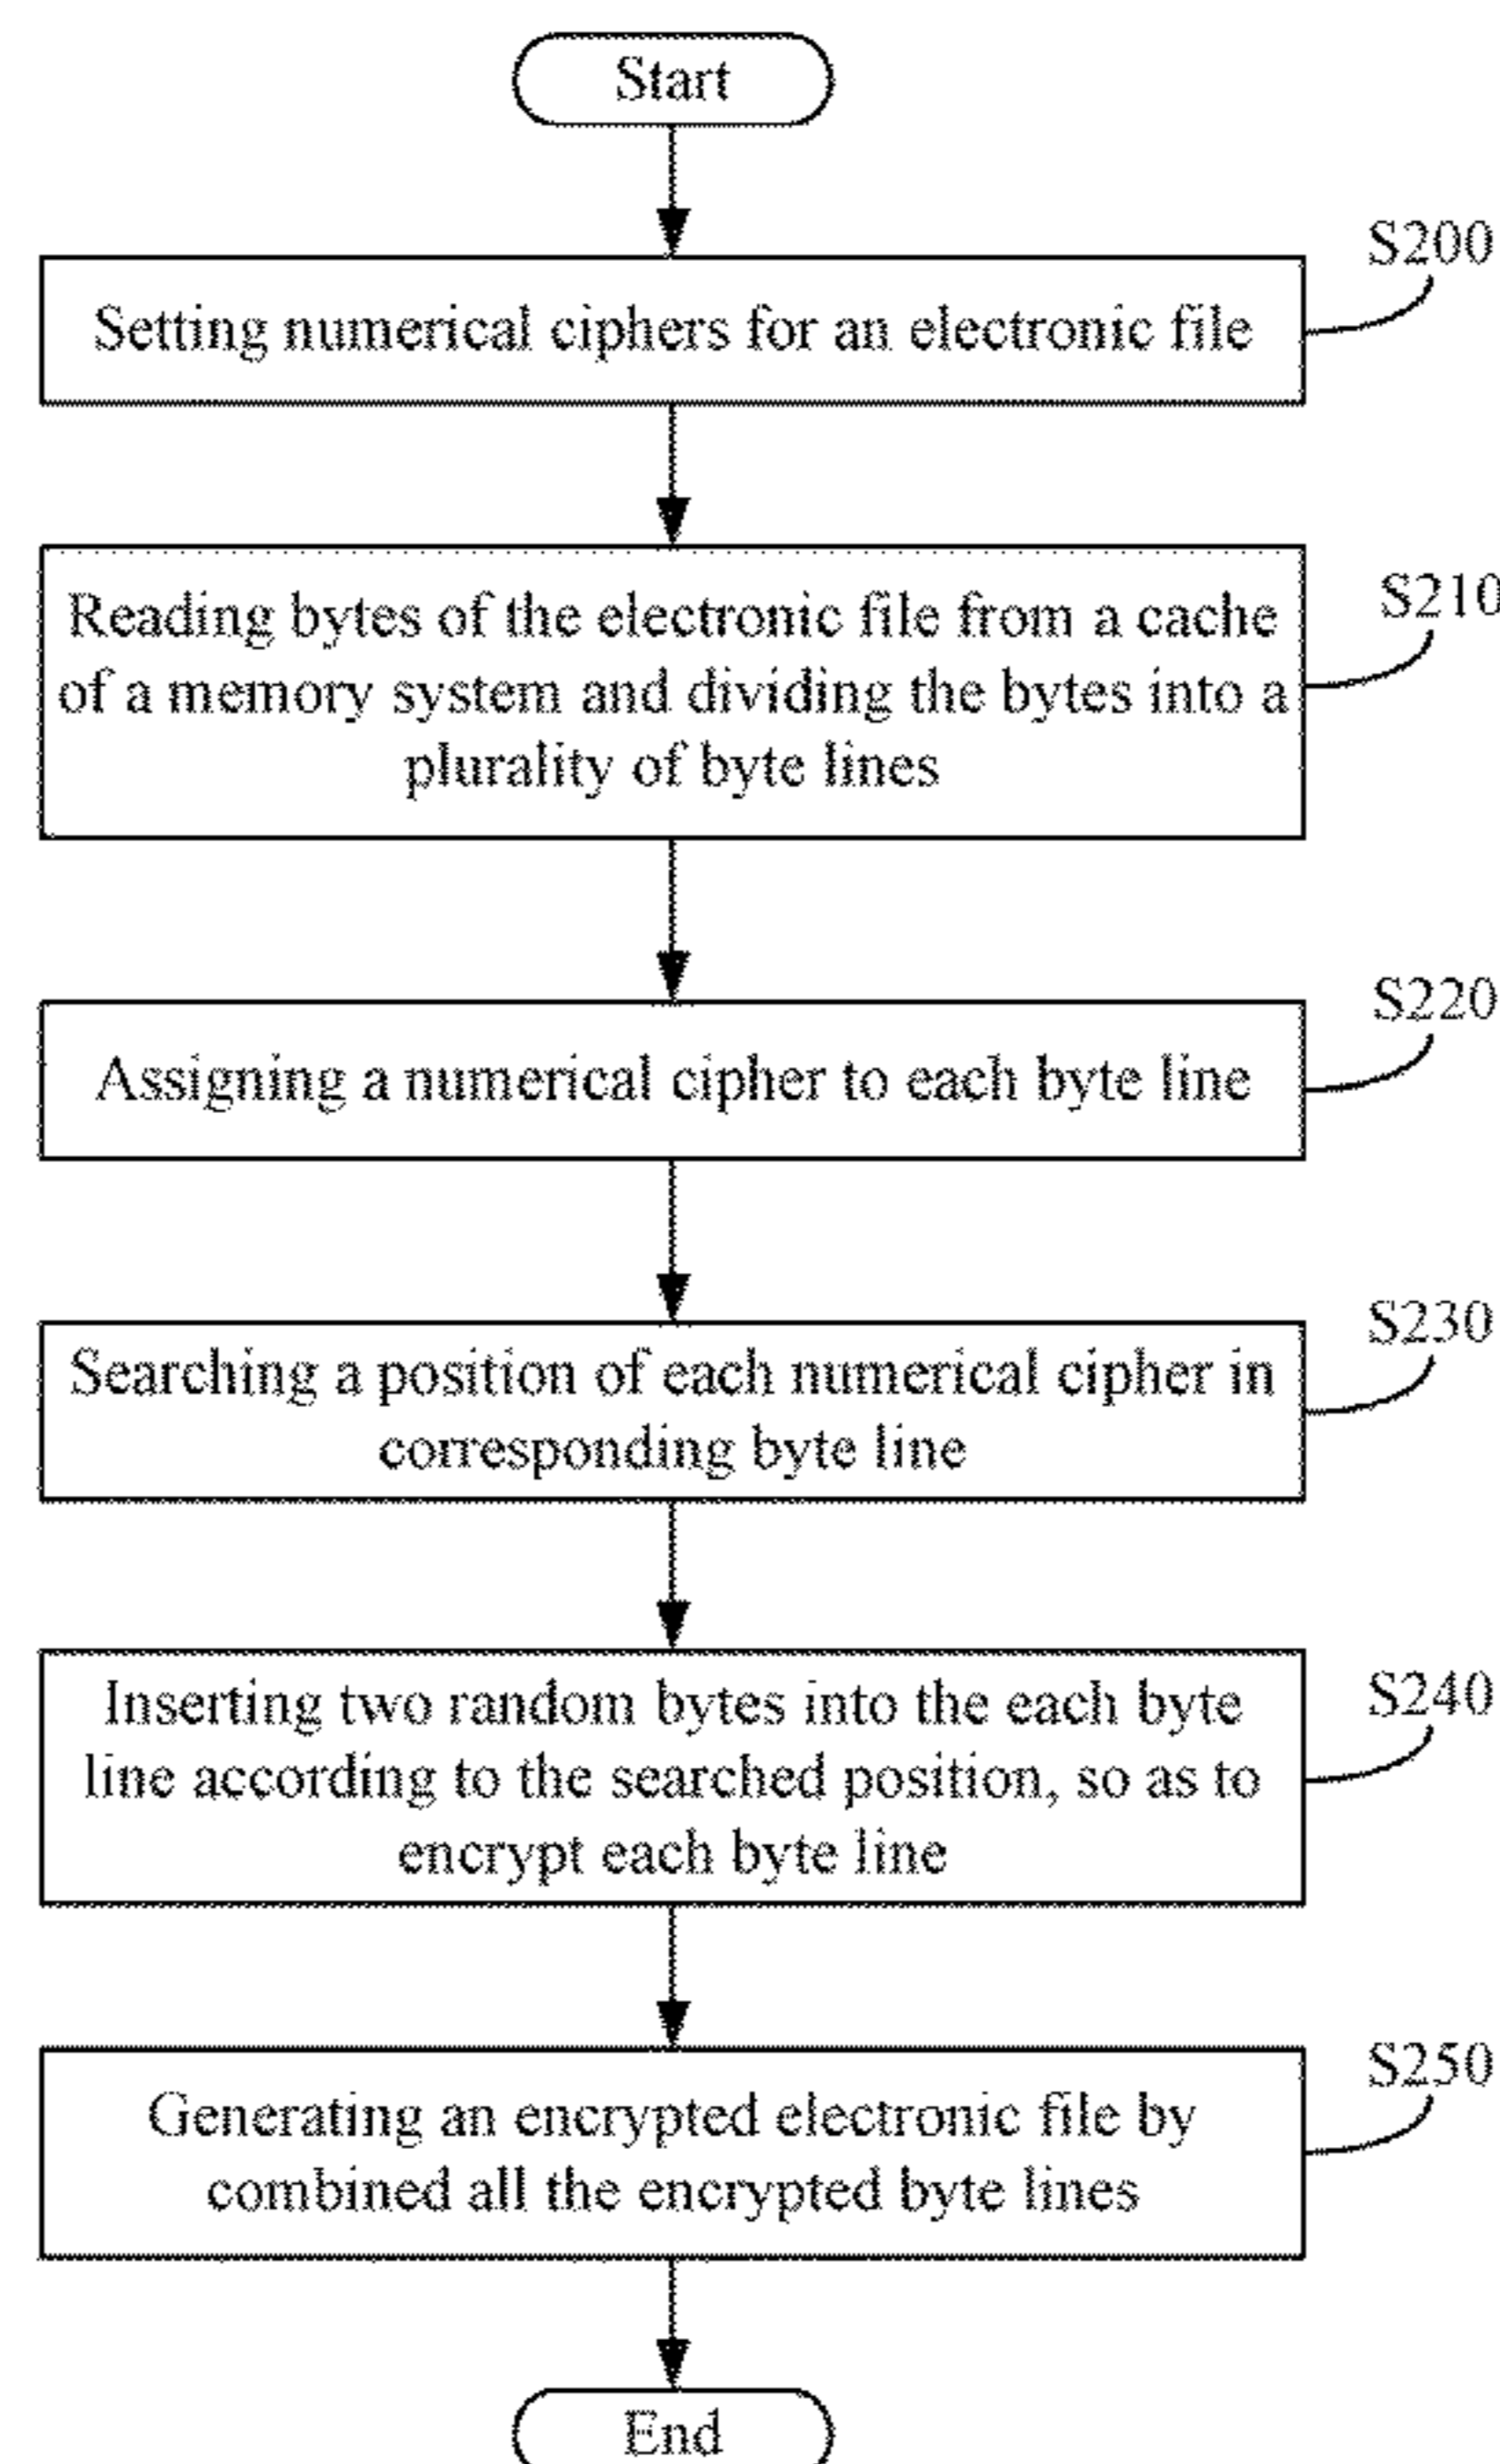 Start
S200
Setting numerical ciphers for an electronic file
S210
Reading bytes of the electronic file from a cache
of a memory system and dividing the bytes into a
plurality of byte lines
S220
Assigning a numerical cipher to each byte line
S230
Searching a position of each numerical cipher in
corresponding byte line
S240
Inserting two random bytes into the each byte
line according to the searched position, so as to
encrypt each byte line
S250
Generating an encrypted electronic file by
combined all the encrypted byte lines
End